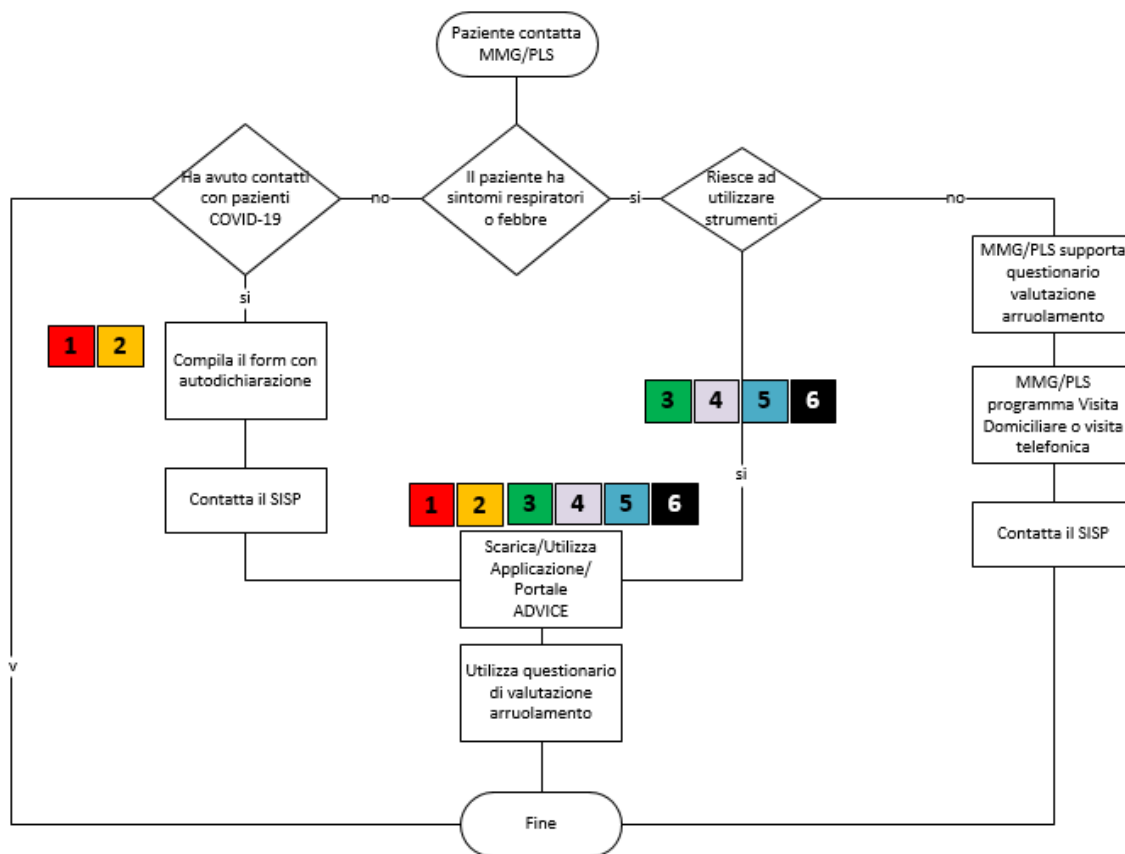 Paziente contatta
MMG/PLS
Ha avuto contatti
con pazienti
COVID-19
no
Il paziente ha
sintomi respiratori
o febbre
si
Riesce ad
utilizzare
strumenti
no
si
1 2
Compila il form con
autodichiarazione
Contatta il SISP
MMG/PLS supporta
questionario
valutazione
arruolamento
3 4 5 6
MMG/PLS
programma Visita
Domiciliare o visita
telefonica
si
Contatta il SISP
1 2 3 4 5 6
Scarica/Utilizza
Applicazione/
Portale
ADVICE
v
Utilizza questionario
di valutazione
arruolamento
Fine